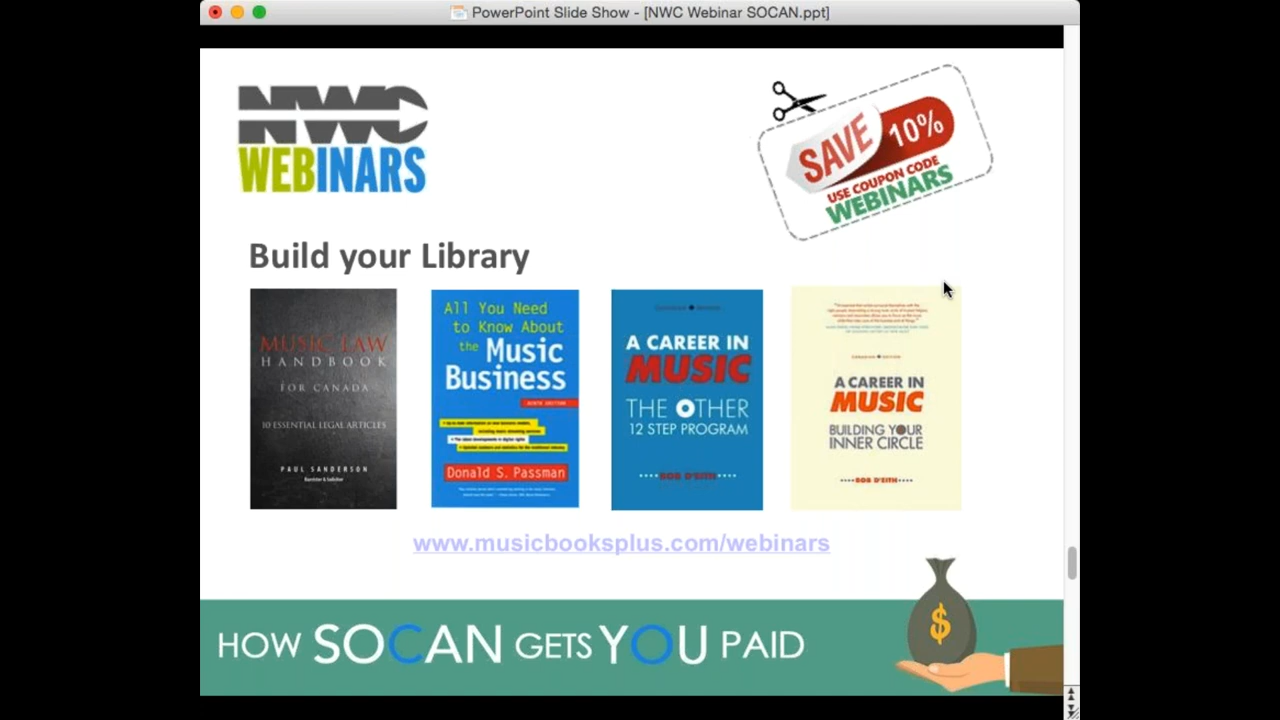 PowerPoint Slide Show - [NWC Webinar SOCAN.ppt]
NWC
WEBINARS
SAVE 10%
USE COUPON CODE
WEBINARS
Build your Library
MUSIC LAW
HANDBOOK
FOR CANADA
10 ESSENTIAL LEGAL ARTICLES
PAUL SANDERSON
Barrister & Solicitor
All You Need
to Know About
the Music
Business
Donald S. Passman
A CAREER IN
MUSIC
THE OTHER
12 STEP PROGRAM
BOB D'EITH
CANADIAN EDITION
A CAREER IN
MUSIC
BUILDING YOUR
INNER CIRCLE
BOB D'EITH
www.musicbooksplus.com/webinars
$
HOW SOCAN GETS YOU PAID